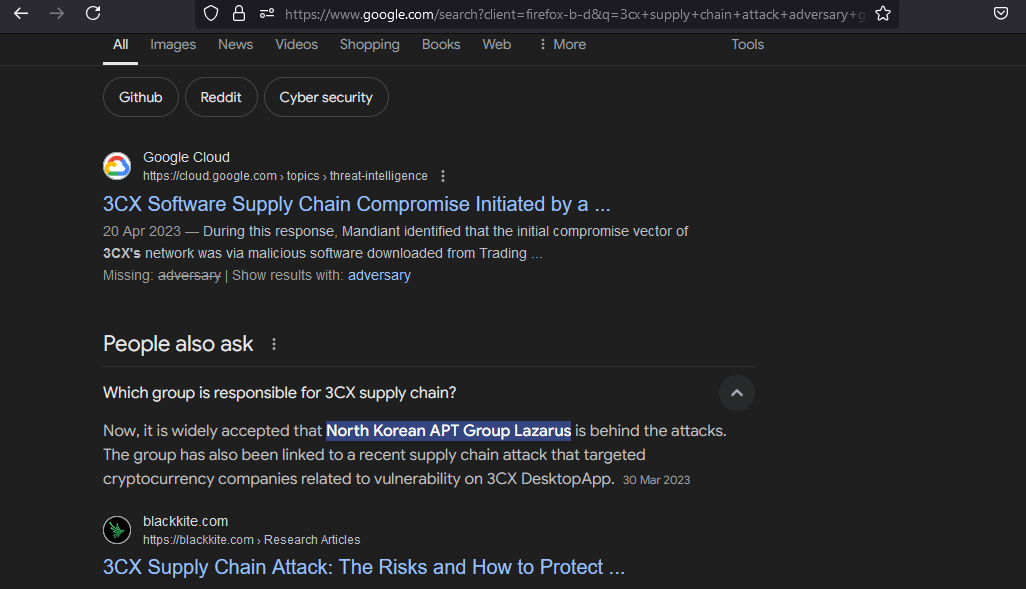 https://www.google.com/search?client=firefox-b-d&q=3cx+supply+chain+attack+adversary+g
All Images News Videos Shopping Books Web More Tools
Github Reddit Cyber security
Google Cloud
https://cloud.google.com › topics › threat-intelligence
3CX Software Supply Chain Compromise Initiated by a ...
20 Apr 2023 — During this response, Mandiant identified that the initial compromise vector of
3CX's network was via malicious software downloaded from Trading ...
Missing: adversary | Show results with: adversary
People also ask
Which group is responsible for 3CX supply chain?
Now, it is widely accepted that North Korean APT Group Lazarus is behind the attacks.
The group has also been linked to a recent supply chain attack that targeted
cryptocurrency companies related to vulnerability on 3CX DesktopApp. 30 Mar 2023
blackkite.com
https://blackkite.com › Research Articles
3CX Supply Chain Attack: The Risks and How to Protect ...